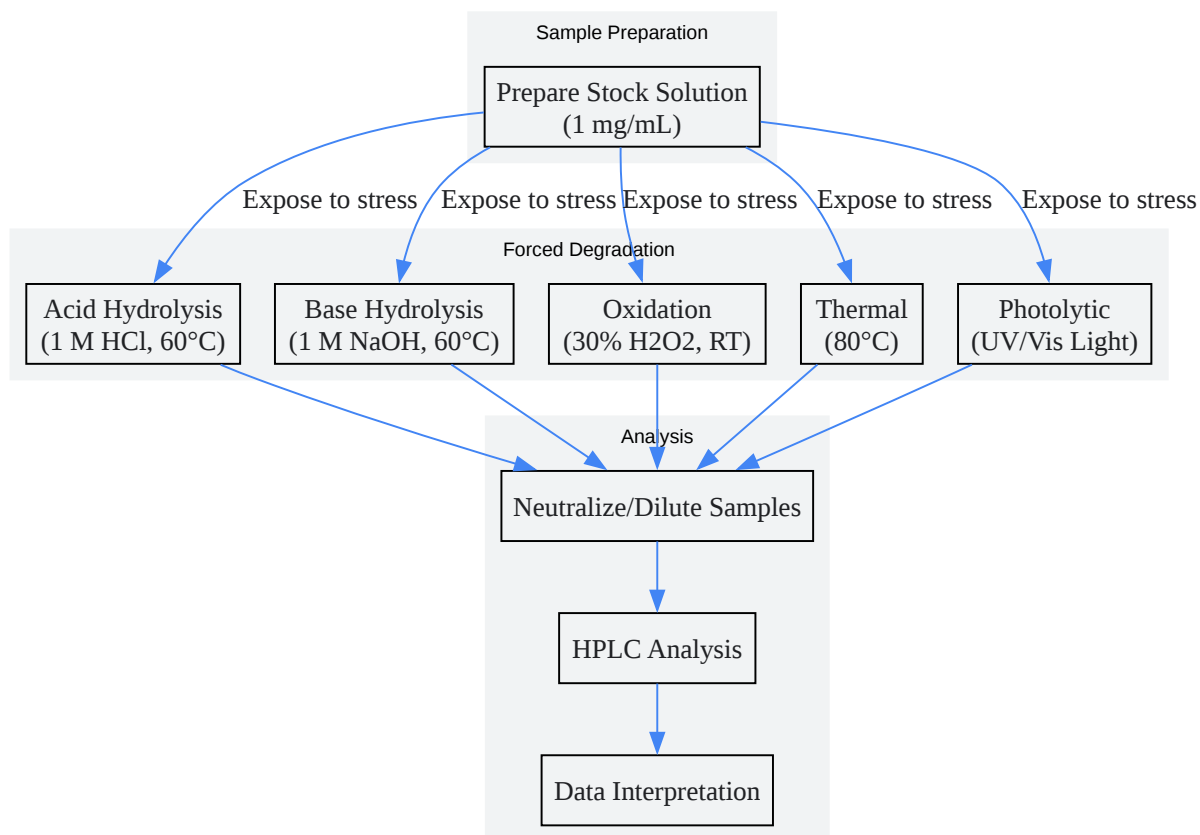 Sample Preparation
Prepare Stock Solution
(1 mg/mL)
Expose to stress
Expose to stress
Expose to stress
Expose to stress
Expose to stress
Forced Degradation
Acid Hydrolysis
(1 M HCl, 60°C)
Base Hydrolysis
(1 M NaOH, 60°C)
Oxidation
(30% H2O2, RT)
Thermal
(80°C)
Photolytic
(UV/Vis Light)
Analysis
Neutralize/Dilute Samples
HPLC Analysis
Data Interpretation